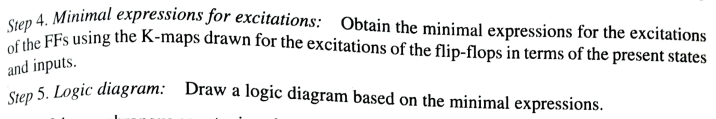 Step 4. Minimal expressions for excitations: Obtain the minimal expressions for the excitations
of the FFs using the K-maps drawn for the excitations of the flip-flops in terms of the present states
and inputs.
Step 5. Logic diagram: Draw a logic diagram based on the minimal expressions.